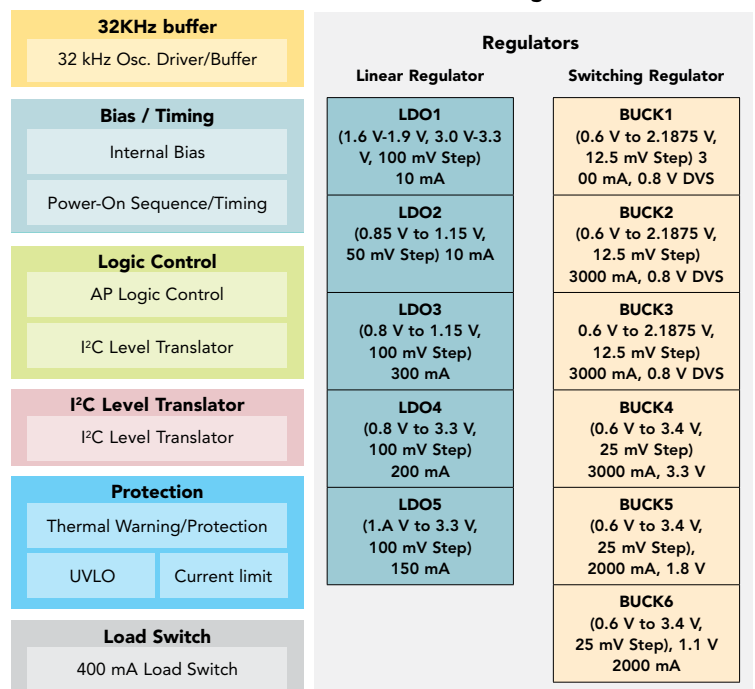 32KHz buffer
32 kHz Osc. Driver/Buffer
Bias / Timing
Internal Bias
Power-On Sequence/Timing
Logic Control
AP Logic Control
I²C Level Translator
I²C Level Translator
I²C Level Translator
Protection
Thermal Warning/Protection
UVLO
Current limit
Load Switch
400 mA Load Switch
Regulators
Linear Regulator
LDO1
(1.6 V-1.9 V, 3.0 V-3.3
V, 100 mV Step)
10 mA
LDO2
(0.85 V to 1.15 V,
50 mV Step) 10 mA
LDO3
(0.8 V to 1.15 V,
100 mV Step)
300 mA
LDO4
(0.8 V to 3.3 V,
100 mV Step)
200 mA
LDO5
(1.A V to 3.3 V,
100 mV Step)
150 mA
Switching Regulator
BUCK1
(0.6 V to 2.1875 V,
12.5 mV Step) 3
00 mA, 0.8 V DVS
BUCK2
(0.6 V to 2.1875 V,
12.5 mV Step)
3000 mA, 0.8 V DVS
BUCK3
0.6 V to 2.1875 V,
12.5 mV Step)
3000 mA, 0.8 V DVS
BUCK4
(0.6 V to 3.4 V,
25 mV Step)
3000 mA, 3.3 V
BUCK5
(0.6 V to 3.4 V,
25 mV Step),
2000 mA, 1.8 V
BUCK6
(0.6 V to 3.4 V,
25 mV Step), 1.1 V
2000 mA